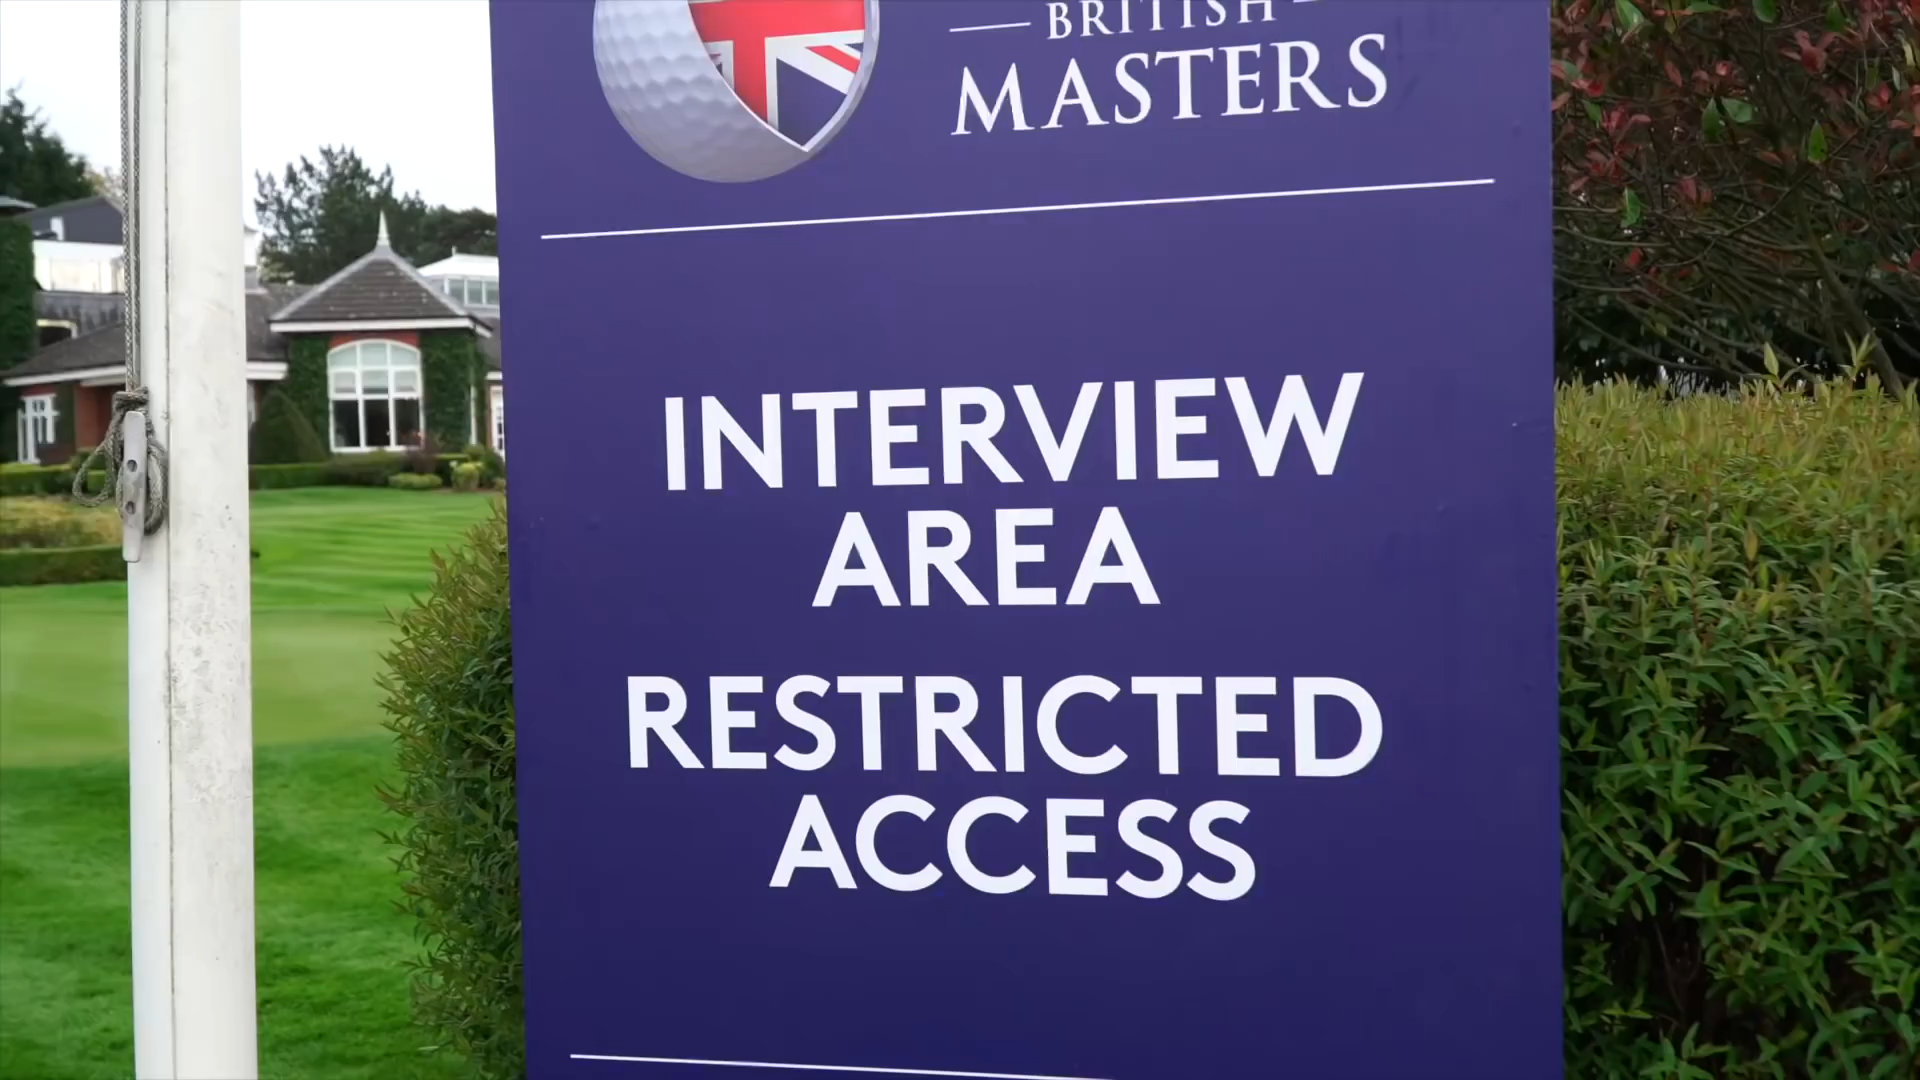 BRITISH
MASTERS
INTERVIEW
AREA
RESTRICTED
ACCESS